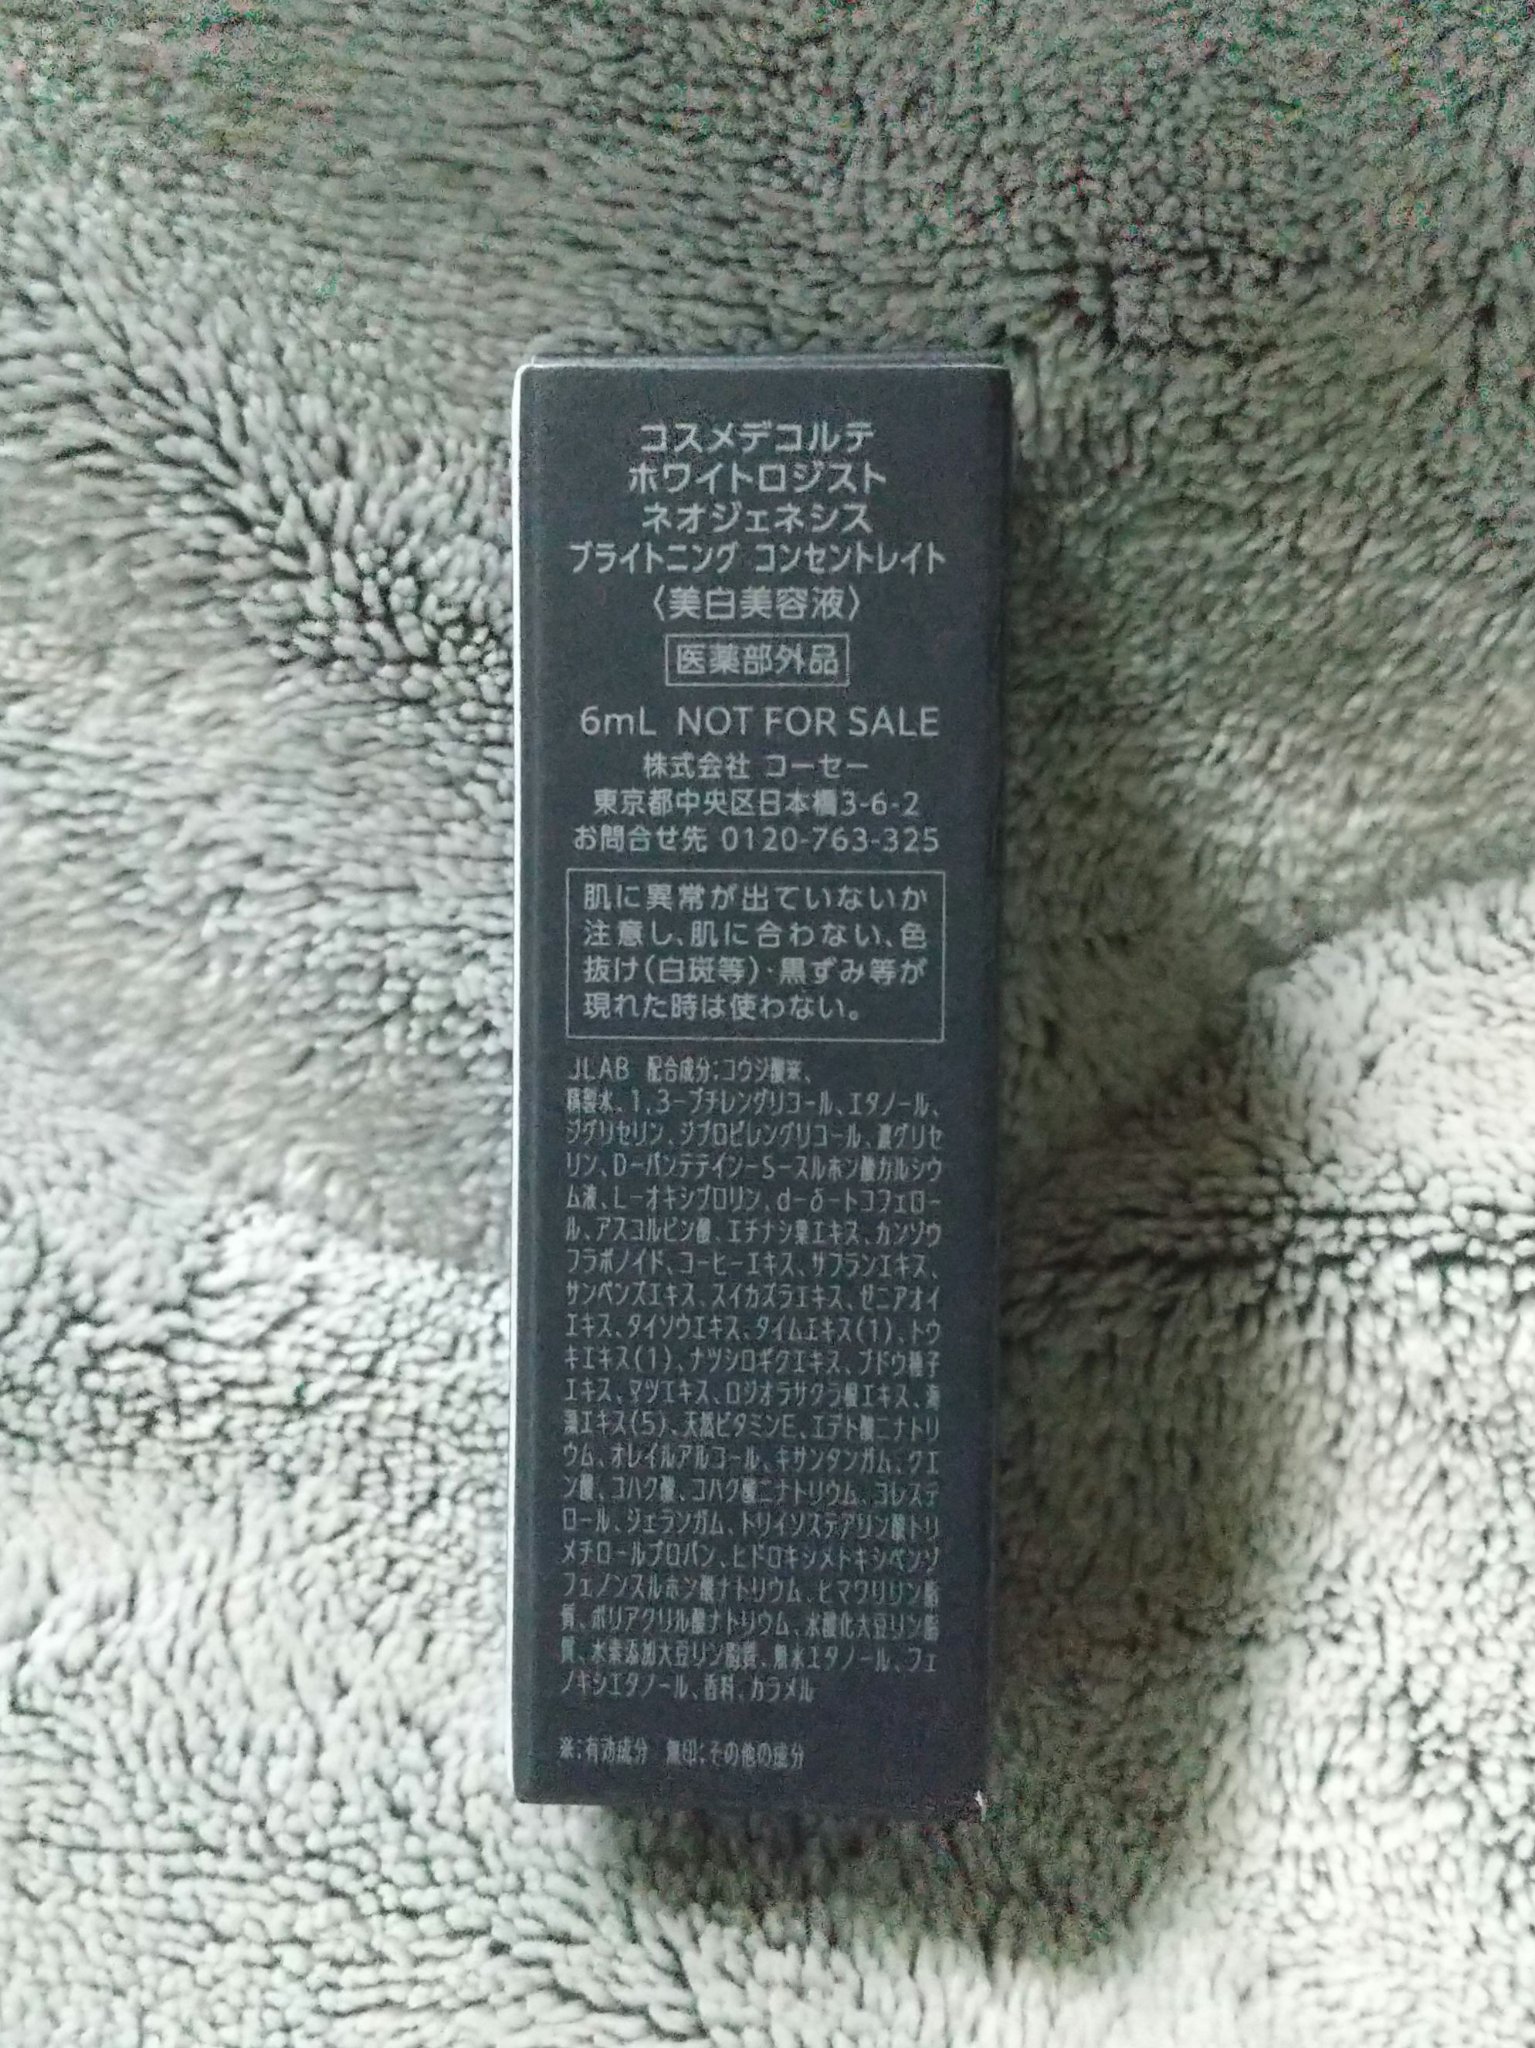 コスメデコルテ
ホワイトロジスト
ネオジェネシス
ブライトニング コンセントレイト
〈美白美容液〉
医薬部外品
6mL NOT FOR SALE
株式会社 コーセー
東京都中央区日本橋3-6-2
お問合せ先 0120-763-325
肌に異常が出ていないか
注意し、肌に合わない、色
抜け(白斑等)・黒ずみ等が
現れた時は使わない。
JLAB 配合成分;コウジ酸※、
精製水、1,3-ブチレングリコール、エタノール、
ジグリセリン、ジプロピレングリコール、濃グリセ
リン、D-パンテテイン-S-スルホン酸カルシウ
ム液、L-オキシプロリン、d-δ-トコフェロー
ル、アスコルビン酸、エチナシ葉エキス、カンゾウ
フラボノイド、コーヒーエキス、サフランエキス、
サンペンズエキス、スイカズラエキス、ゼニアオイ
エキス、タイソウエキス、タイムエキス(1)、トウ
キエキス(1)、ナツシロギクエキス、ブドウ種子
エキス、マツエキス、ロジオラサクラ根エキス、海
藻エキス(5)、天然ビタミンE、エデト酸二ナトリ
ウム、オレイルアルコール、キサンタンガム、クエ
ン酸、コハク酸、コハク酸二ナトリウム、コレステ
ロール、ジェランガム、トリイソステアリン酸トリ
メチロールプロパン、ヒドロキシメトキシベンゾ
フェノンスルホン酸ナトリウム、ヒマワリリン脂
質、ポリアクリル酸ナトリウム、水酸化大豆リン脂
質、水素添加大豆リン脂質、無水エタノール、フェ
ノキシエタノール、香料、カラメル
※;有効成分 無印;その他の成分